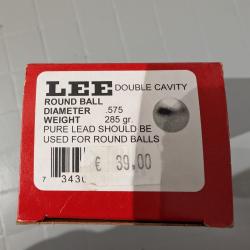 LEE DOUBLE CAVITY
ROUND BALL
DIAMETER .575
WEIGHT 285 gr.
PURE LEAD SHOULD BE
USED FOR ROUND BALLS
€ 39.00
7